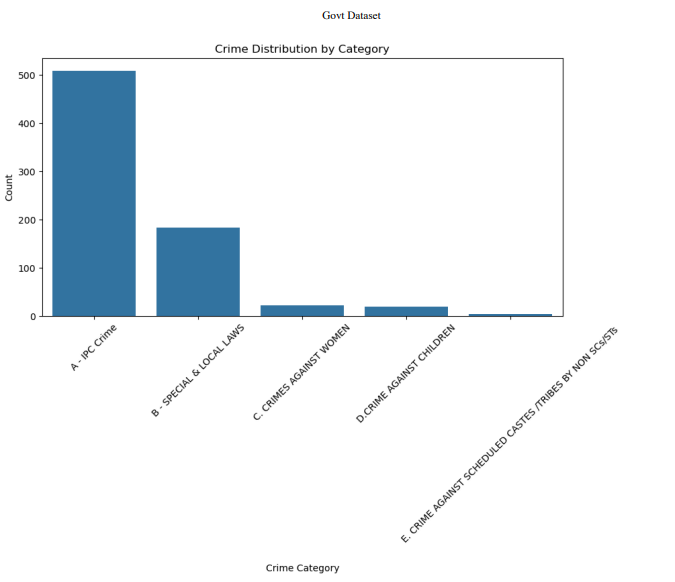 Govt Dataset
Crime Distribution by Category
500
400
300
200
100
0
Count
A - IPC Crime
B - SPECIAL & LOCAL LAWS
C. CRIMES AGAINST WOMEN
D.CRIME AGAINST CHILDREN
E. CRIME AGAINST SCHEDULED CASTES /TRIBES BY NON SCs/STs
Crime Category